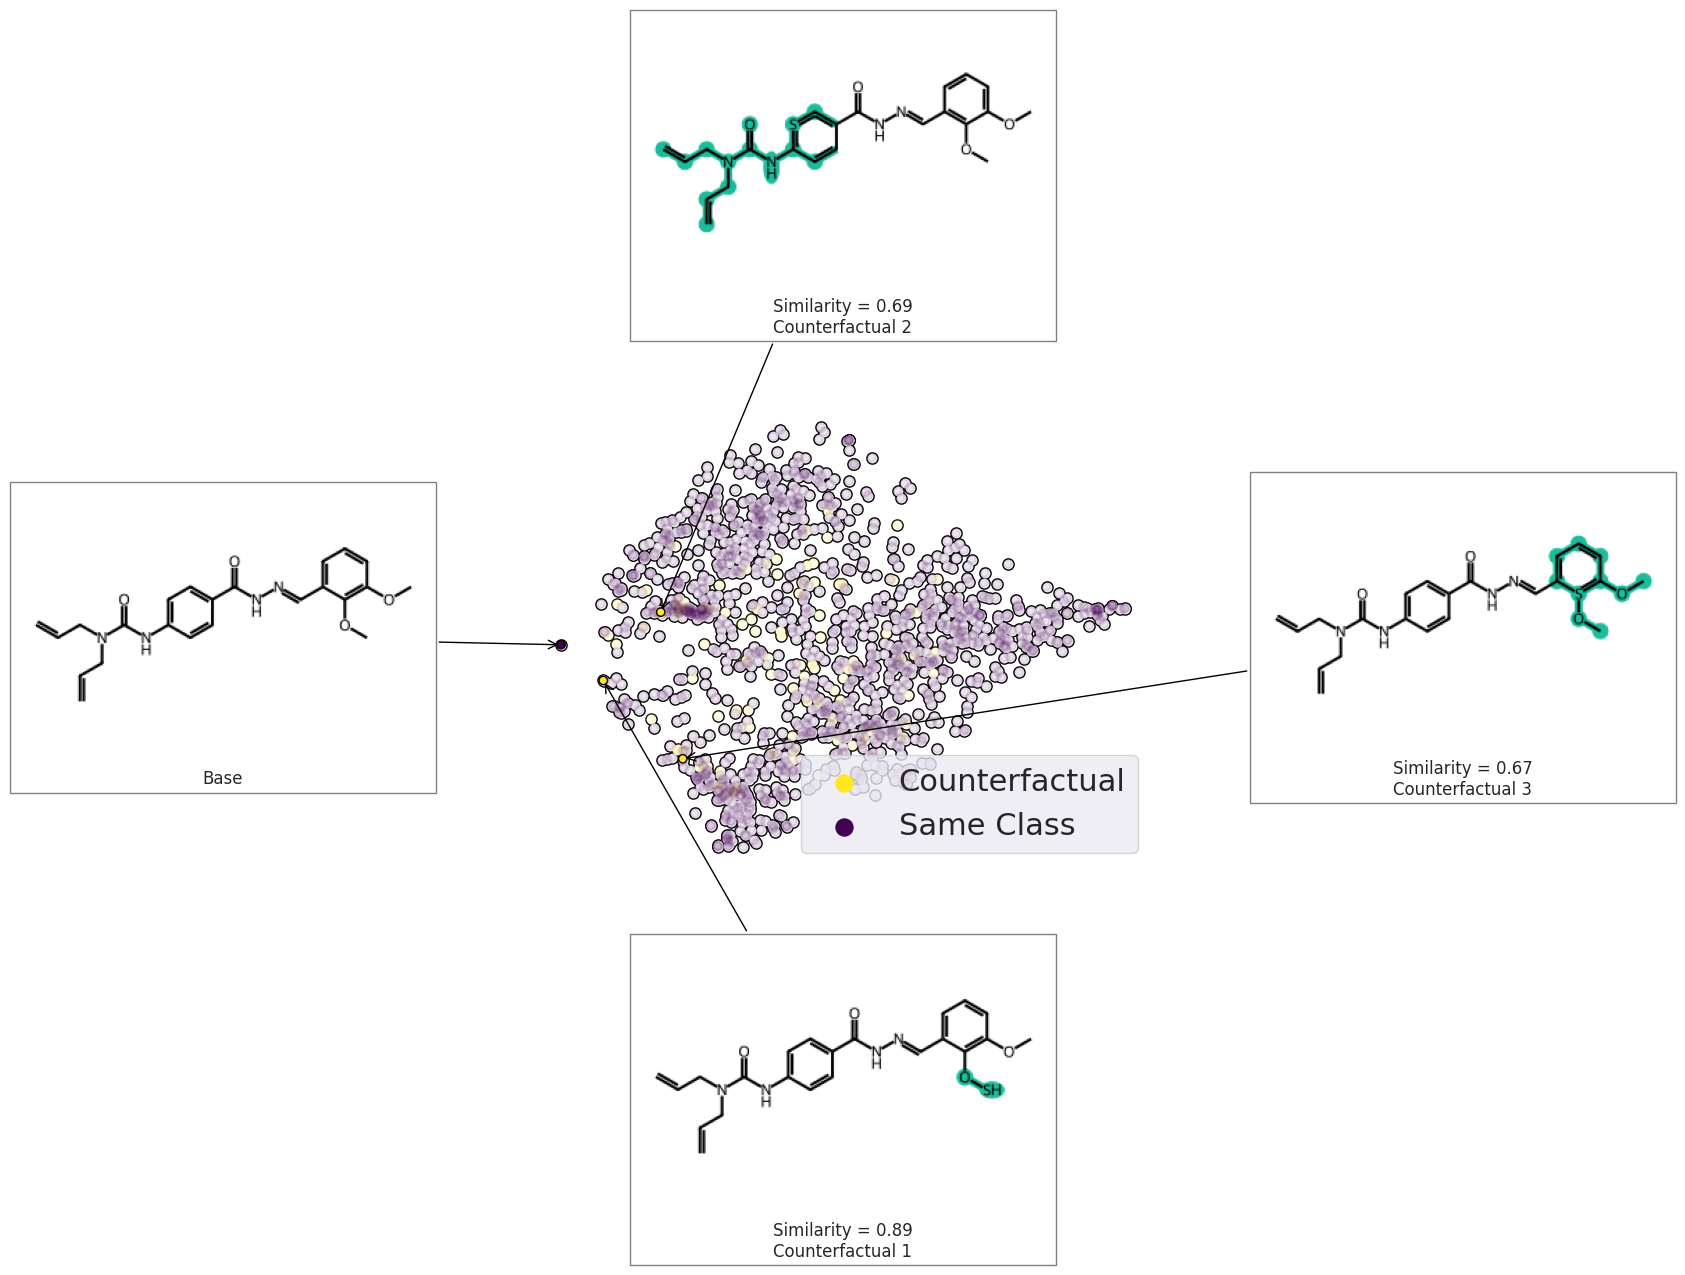 O
O
N
H
S
O
N
N
H
N
O
O
Similarity = 0.69
Counterfactual 2
O
O
N
N
H
N
N
H
O
O
Base
O
O
N
N
H
N
N
H
S
O
O
Similarity = 0.67
Counterfactual 3
Counterfactual
Same Class
O
O
N
N
H
N
N
H
O
O
SH
Similarity = 0.89
Counterfactual 1